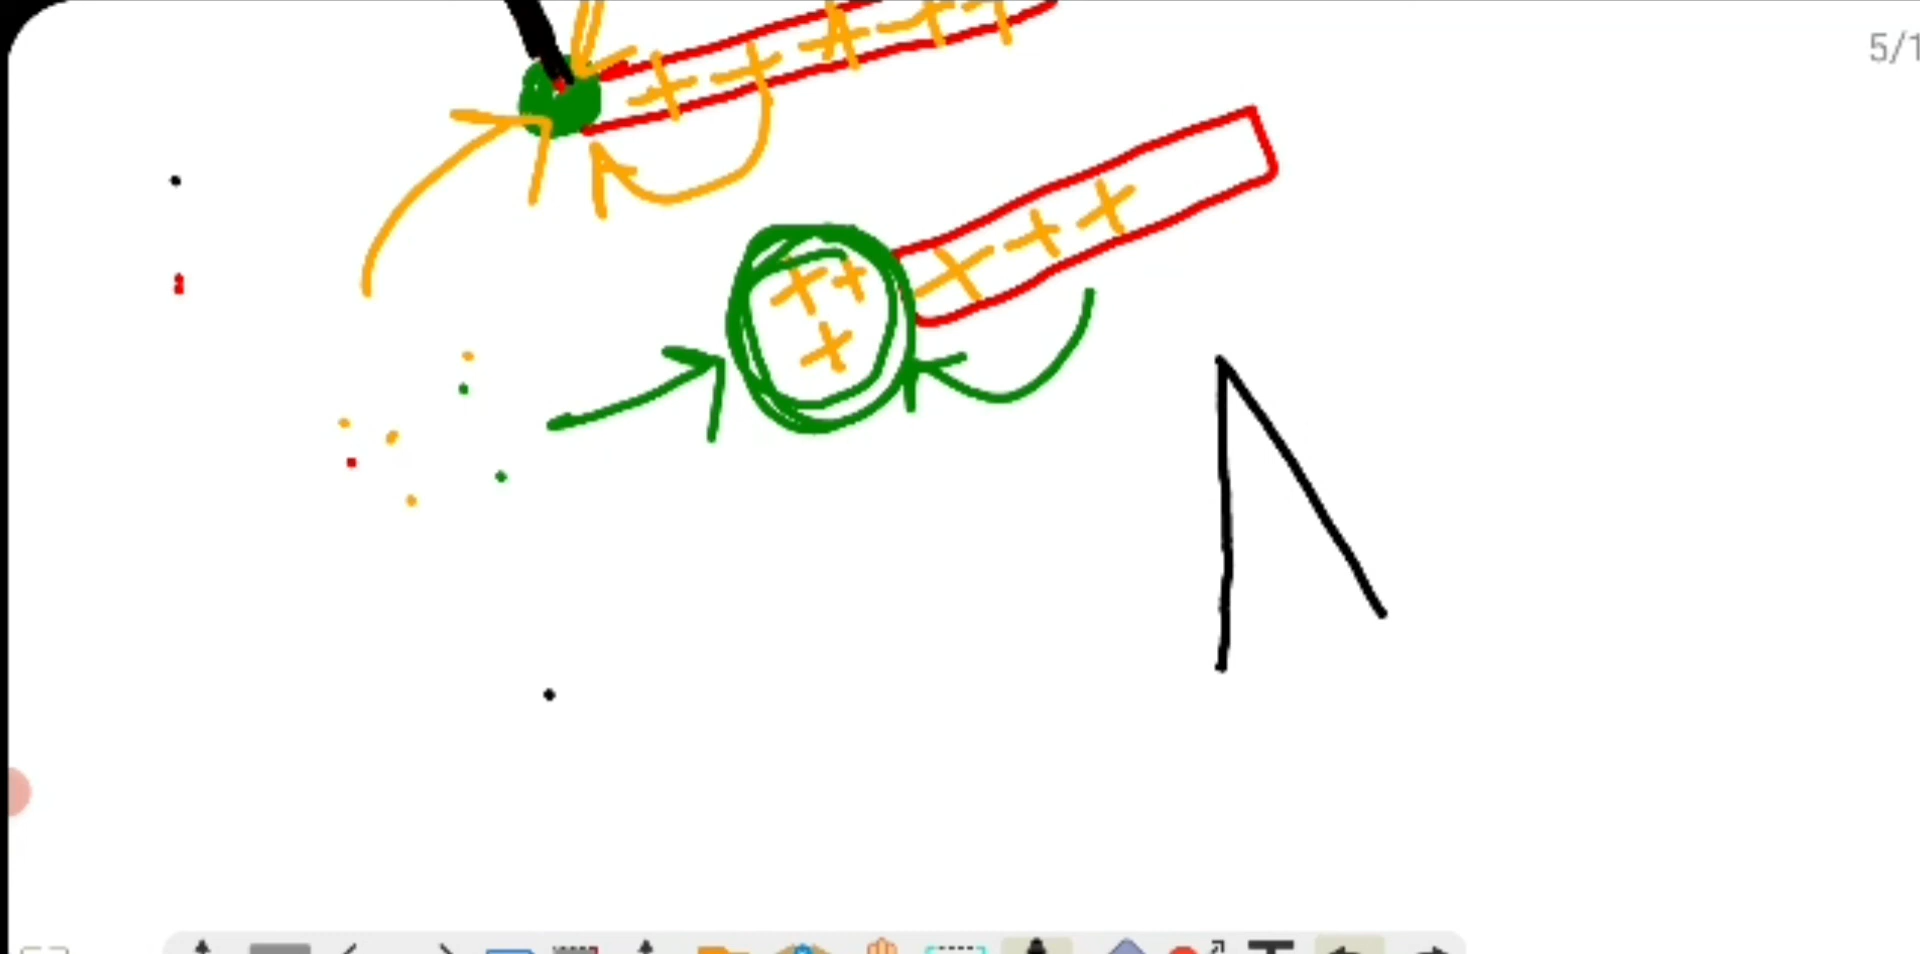 5/1
+ + + + +
+ + +
+ +
+